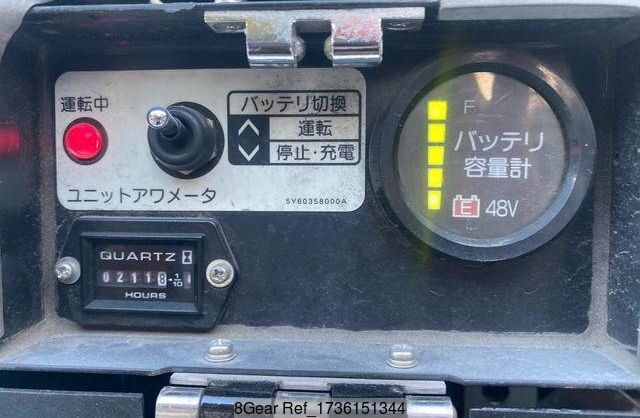 運転中
バッテリ切換
運転
停止・充電
ユニットアワメータ
5Y60358000A
QUARTZ
02118 1/10
HOURS
F
バッテリ
容量計
E 48V
8Gear Ref_1736151344